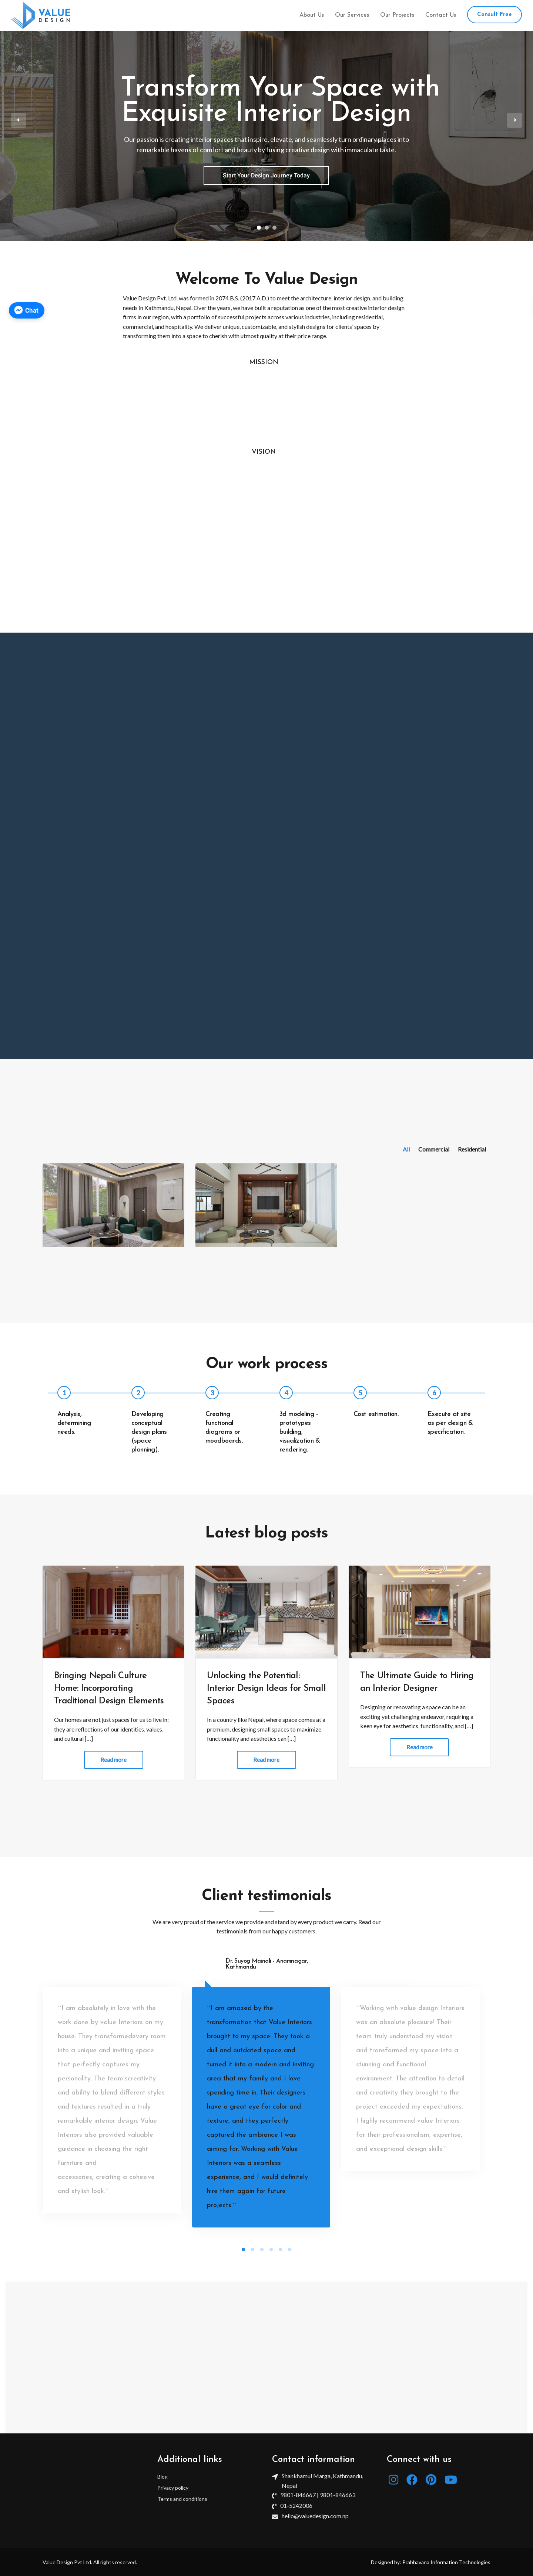 VALUE
DESIGN
About Us
Our Services
Our Projects
Contact Us
Consult Free
Transform Your Space with
Exquisite Interior Design
Our passion is creating interior spaces that inspire, elevate, and seamlessly turn ordinary places into
remarkable havens of comfort and beauty by fusing creative design with immaculate taste.
Start Your Design Journey Today
Welcome To Value Design
Chat
Value Design Pvt. Ltd. was formed in 2074 B.S. (2017 A.D.) to meet the architecture, interior design, and building
needs in Kathmandu, Nepal. Over the years, we have built a reputation as one of the most creative interior design
firms in our region, with a portfolio of successful projects across various industries, including residential,
commercial, and hospitality. We deliver unique, customizable, and stylish designs for clients' spaces by
transforming them into a space to cherish with utmost quality at their price range.
MISSION
VISION
All
Commercial
Residential
Our work process
1
2
3
4
5
6
Analysis,
determining
needs.
Developing
conceptual
design plans
(space
planning).
Creating
functional
diagrams or
moodboards.
3d modeling -
prototypes
building,
visualization &
rendering.
Cost estimation.
Execute at site
as per design &
specification.
Latest blog posts
Bringing Nepali Culture
Home: Incorporating
Traditional Design Elements
Our homes are not just spaces for us to live in;
they are reflections of our identities, values,
and cultural […]
Read more
Unlocking the Potential:
Interior Design Ideas for Small
Spaces
In a country like Nepal, where space comes at a
premium, designing small spaces to maximize
functionality and aesthetics can […]
Read more
The Ultimate Guide to Hiring
an Interior Designer
Designing or renovating a space can be an
exciting yet challenging endeavor, requiring a
keen eye for aesthetics, functionality, and […]
Read more
Client testimonials
We are very proud of the service we provide and stand by every product we carry. Read our
testimonials from our happy customers.
Dr. Suyog Mainali - Anamnagar,
Kathmandu
“I am absolutely in love with the
work done by value Interiors on my
house. They transformedevery room
into a unique and inviting space
that perfectly captures my
personality. The team'screativity
and ability to blend different styles
and textures resulted in a truly
remarkable interior design. Value
Interiors also provided valuable
guidance in choosing the right
furniture and
accessories, creating a cohesive
and stylish look.”
“I am amazed by the
transformation that Value Interiors
brought to my space. They took a
dull and outdated space and
turned it into a modern and inviting
area that my family and I love
spending time in. Their designers
have a great eye for color and
texture, and they perfectly
captured the ambiance I was
aiming for. Working with Value
Interiors was a seamless
experience, and I would definitely
hire them again for future
projects.”
“Working with value design Interiors
was an absolute pleasure! Their
team truly understood my vision
and transformed my space into a
stunning and functional
environment. The attention to detail
and creativity they brought to the
project exceeded my expectations.
I highly recommend value Interiors
for their professionalism, expertise,
and exceptional design skills.”
Additional links
Blog
Privacy policy
Terms and conditions
Contact information
Shankhamul Marga, Kathmandu,
Nepal
9801-846667 | 9801-846663
01-5242006
hello@valuedesign.com.np
Connect with us
Value Design Pvt Ltd. All rights reserved.
Designed by: Prabhavana Information Technologies